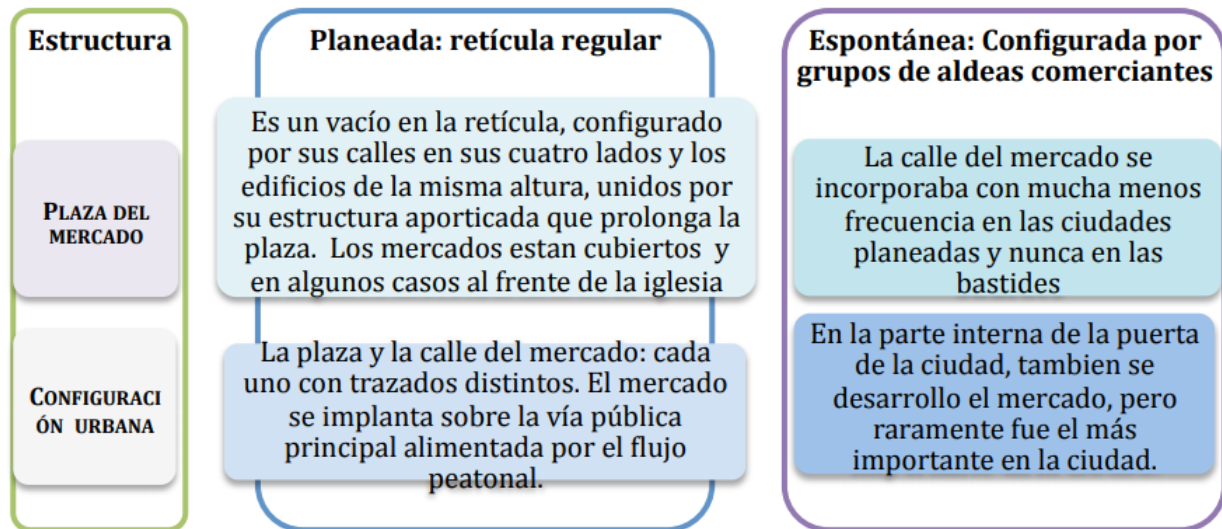 Estructura
Planeada: retícula regular
Espontánea: Configurada por
grupos de aldeas comerciantes
PLAZA DEL
MERCADO
Es un vacío en la retícula, configurado
por sus calles en sus cuatro lados y los
edificios de la misma altura, unidos por
su estructura aporticada que prolonga la
plaza. Los mercados estan cubiertos y
en algunos casos al frente de la iglesia
La calle del mercado se
incorporaba con mucha menos
frecuencia en las ciudades
planeadas y nunca en las
bastides
CONFIGURACI
ÓN URBANA
La plaza y la calle del mercado: cada
uno con trazados distintos. El mercado
se implanta sobre la vía pública
principal alimentada por el flujo
peatonal.
En la parte interna de la puerta
de la ciudad, tambien se
desarrollo el mercado, pero
raramente fue el más
importante en la ciudad.